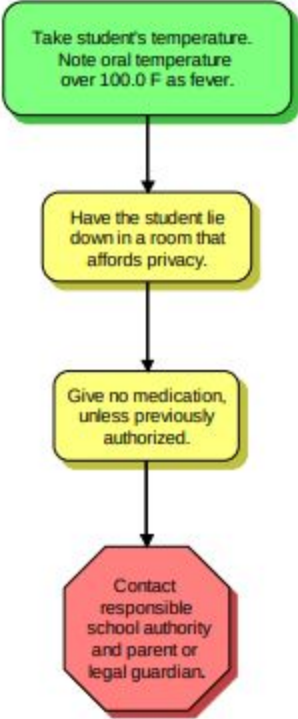 Take student's temperature.
Note oral temperature
over 100.0 F as fever.
Have the student lie
down in a room that
affords privacy.
Give no medication,
unless previously
authorized.
Contact
responsible
school authority
and parent or
legal guardian.